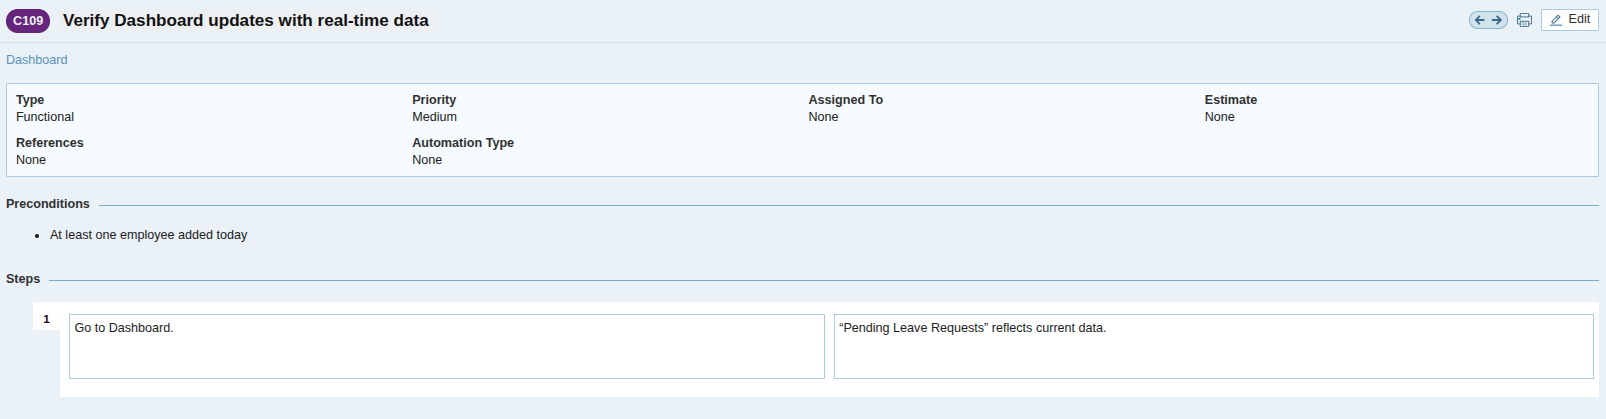 C109 Verify Dashboard updates with real-time data Edit
Dashboard
Type Priority Assigned To Estimate
Functional Medium None None
References Automation Type
None None
Preconditions
• At least one employee added today
Steps
1 Go to Dashboard. “Pending Leave Requests” reflects current data.